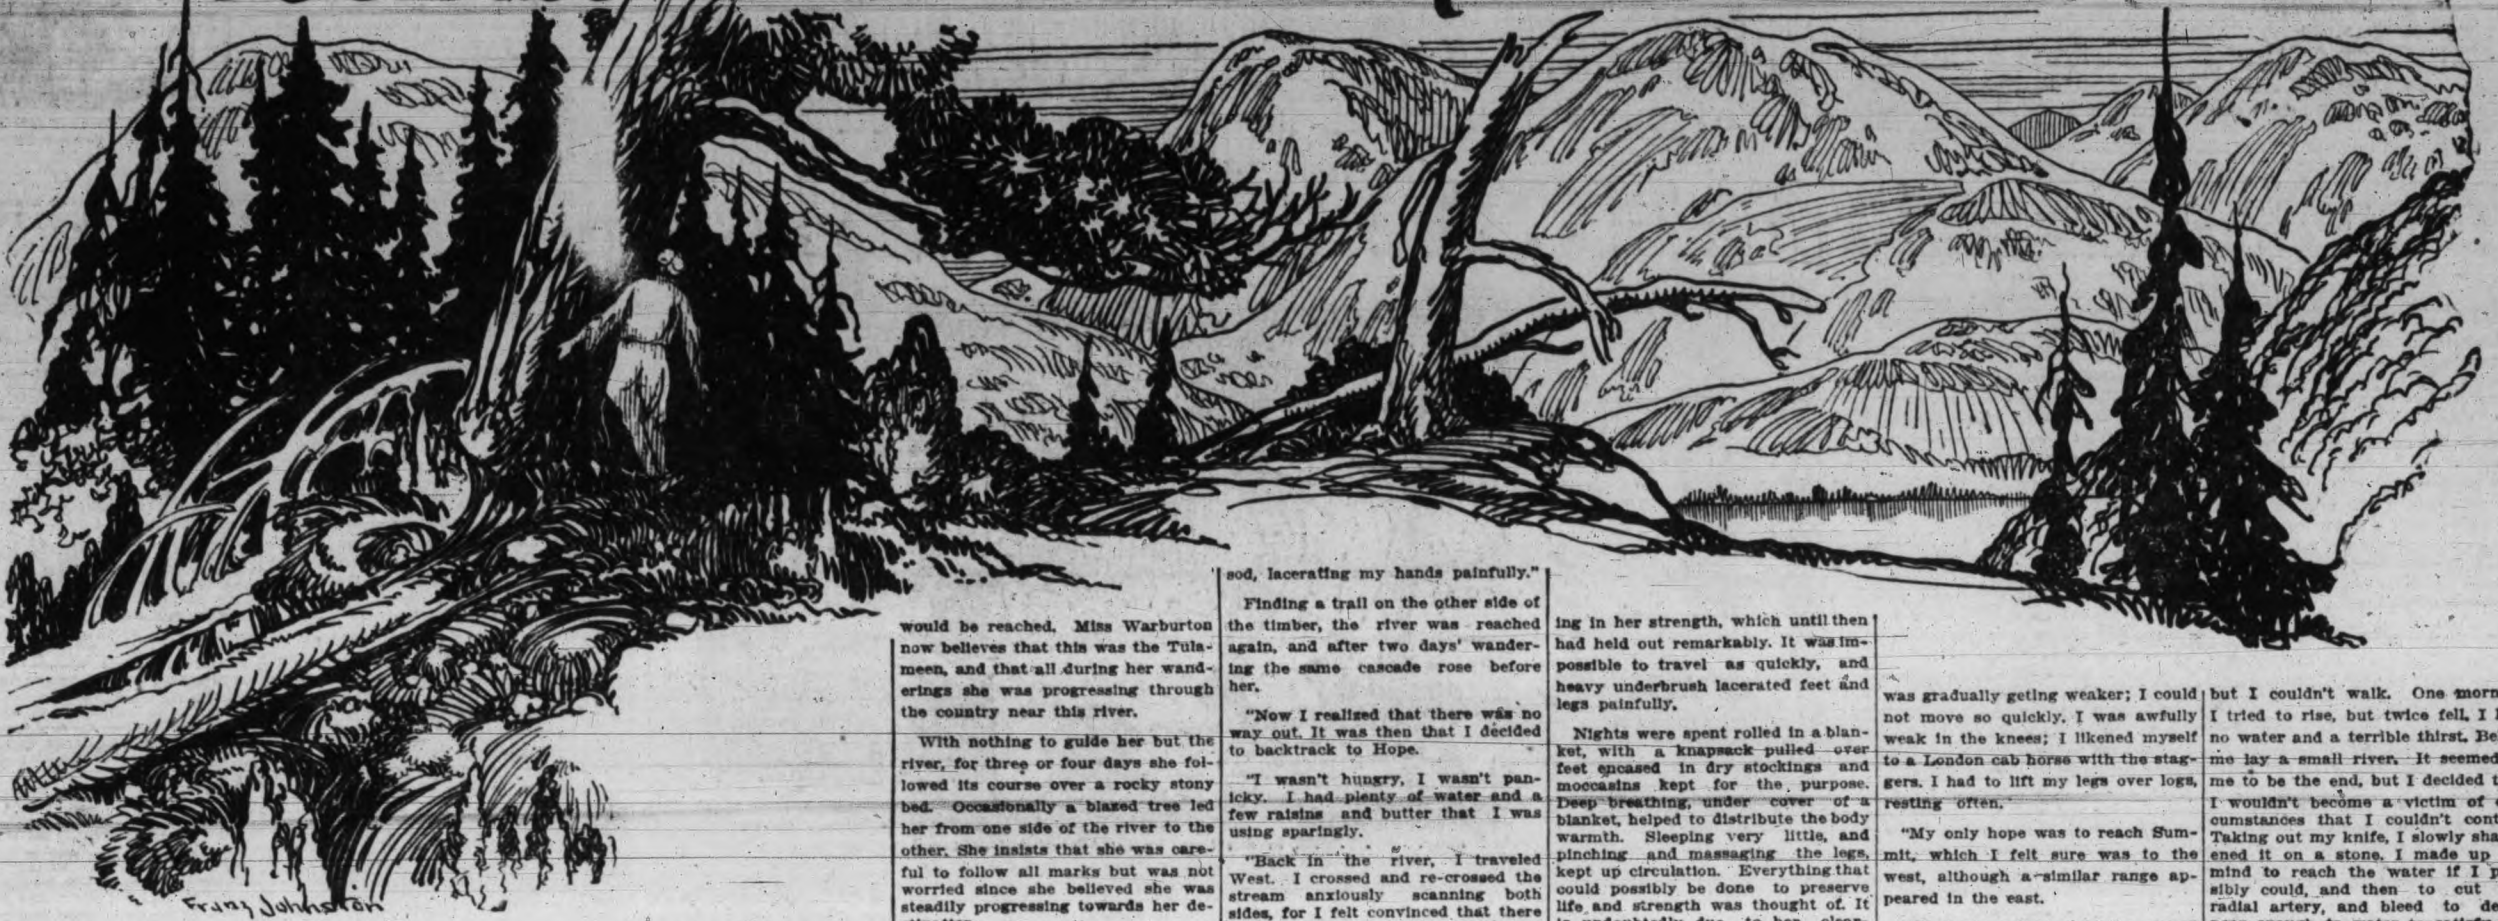 Franz Johnston
would be reached. Miss Warburton
now believes that this was the Tula-
meen, and that all during her wand-
erings she was progressing through
the country near this river.
With nothing to guide her but the
river, for three or four days she fol-
lowed its course over a rocky stony
bed. Occasionally a blazed tree led
her from one side of the river to the
other. She insists that she was care-
ful to follow all marks but was not
worried since she believed she was
steadily progressing towards her de-
sod, lacerating my hands painfully."
Finding a trail on the other side of
the timber, the river was reached
again, and after two days' wander-
ing the same cascade rose before
her.
"Now I realized that there was no
way out. It was then that I decided
to backtrack to Hope.
"I wasn't hungry, I wasn't pan-
icky. I had plenty of water and a
few raisins and butter that I was
using sparingly.
"Back in the river, I traveled
West. I crossed and re-crossed the
stream anxiously scanning both
sides, for I felt convinced that there
ing in her strength, which until then
had held out remarkably. It was im-
possible to travel as quickly, and
heavy underbrush lacerated feet and
legs painfully.
Nights were spent rolled in a blan-
ket, with a knapsack pulled over
feet encased in dry stockings and
moccasins kept for the purpose.
Deep breathing, under cover of a
blanket, helped to distribute the body
warmth. Sleeping very little, and
pinching and massaging the legs,
kept up circulation. Everything that
could possibly be done to preserve
life and strength was thought of. It
is undoubtedly due to her clean-
was gradually geting weaker; I could
not move so quickly. I was awfully
weak in the knees; I likened myself
to a London cab horse with the stag-
gers. I had to lift my legs over logs,
resting often.
"My only hope was to reach Sum-
mit, which I felt sure was to the
west, although a similar range ap-
peared in the east.
but I couldn't walk. One morn
I tried to rise, but twice fell. I
no water and a terrible thirst. Be
me lay a small river. It seemed
me to be the end, but I decided t
I wouldn't become a victim of
cumstances that I couldn't cont
Taking out my knife, I slowly sha
ened it on a stone. I made up
mind to reach the water if I p
sibly could, and then to cut
radial artery, and bleed to de